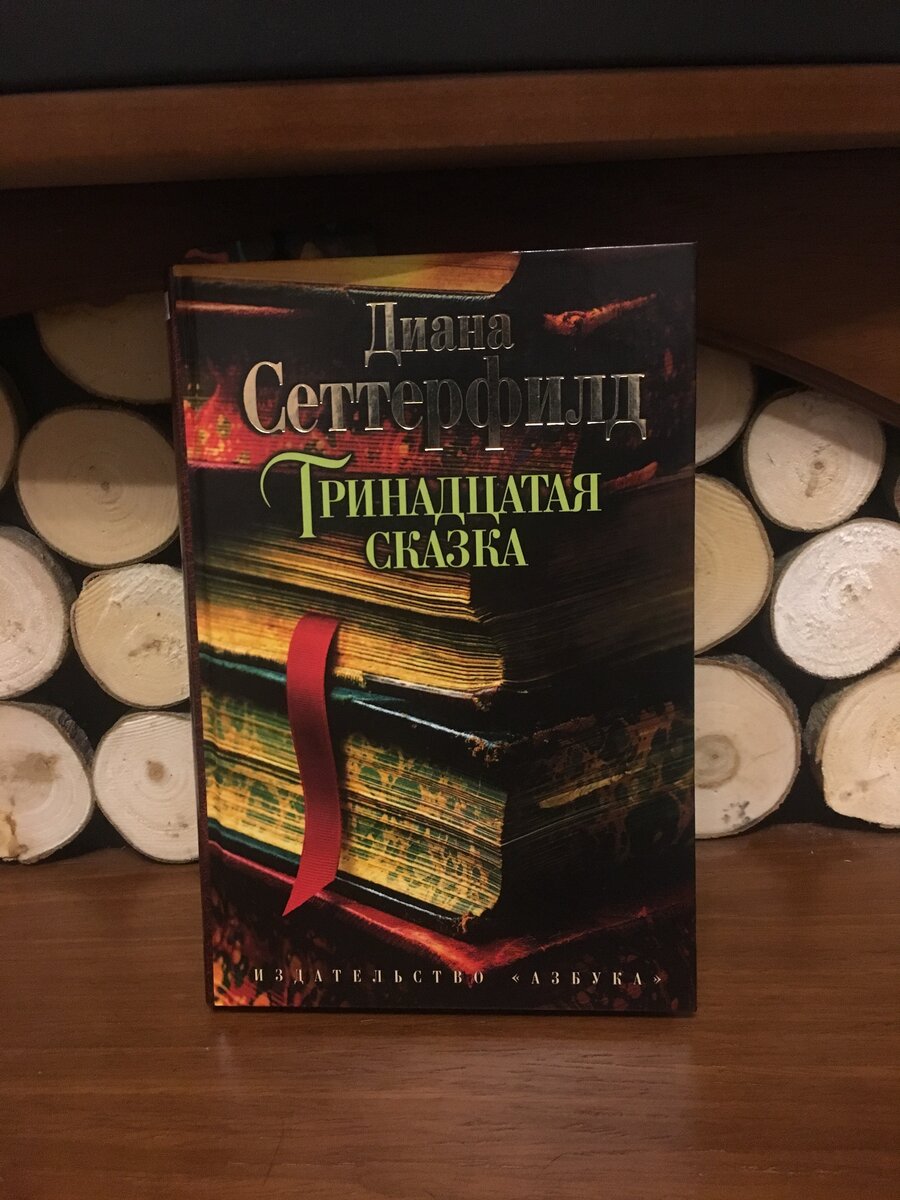 Диана
Сеттерфилд
Тринадцатая
сказка
Издательство «Азбука»